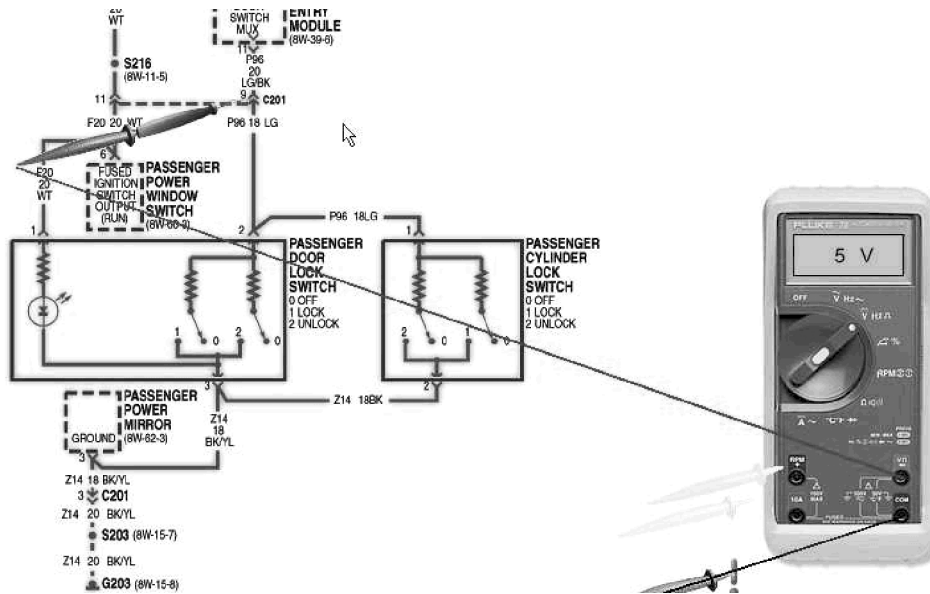 WT
S216
(8W-11-5)
SWITCH
MUX
ENTRY
MODULE
(8W-39-6)
11
P96
20
LG/BK
11
9
C201
F20 20 WT
P96 18 LG
6
F20
20
WT
FUSED
IGNITION
SWITCH
OUTPUT
(RUN)
PASSENGER
POWER
WINDOW
SWITCH
(8W-60-3)
P96 18LG
1
2
1
PASSENGER
DOOR
LOCK
SWITCH
0 OFF
1 LOCK
2 UNLOCK
PASSENGER
CYLINDER
LOCK
SWITCH
0 OFF
1 LOCK
2 UNLOCK
1
0
2
0
2
0
1
0
3
2
Z14 18BK
Z14
18
BK/YL
PASSENGER
POWER
MIRROR
(8W-62-3)
GROUND
3
Z14 18 BK/YL
3
C201
Z14 20 BK/YL
S203 (8W-15-7)
Z14 20 BK/YL
G203 (8W-15-8)
FLUKE
5 V
OFF
V Hz
V Hz
%
RPM
A
RPM
10A
COM
FUSED